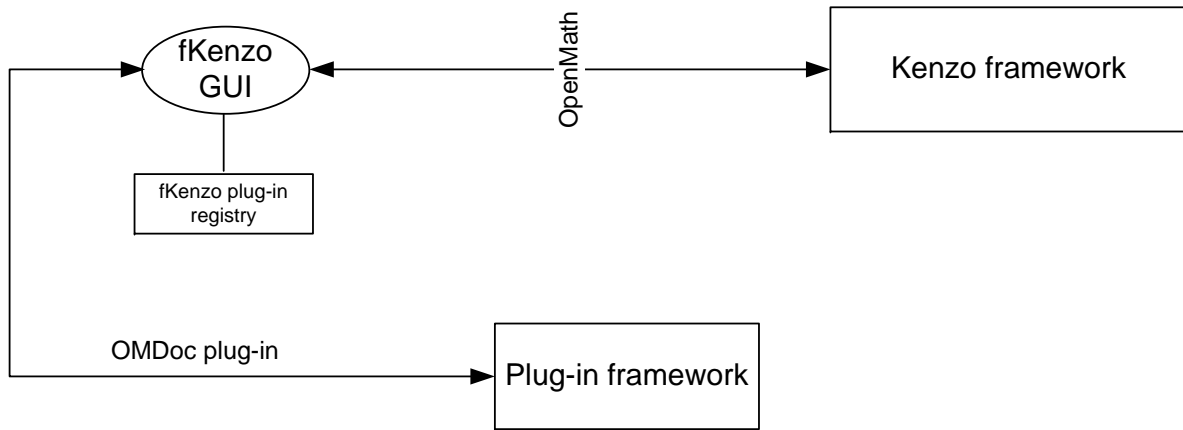 fKenzo
GUI
OpenMath
Kenzo framework
fKenzo plug-in
registry
OMDoc plug-in
Plug-in framework